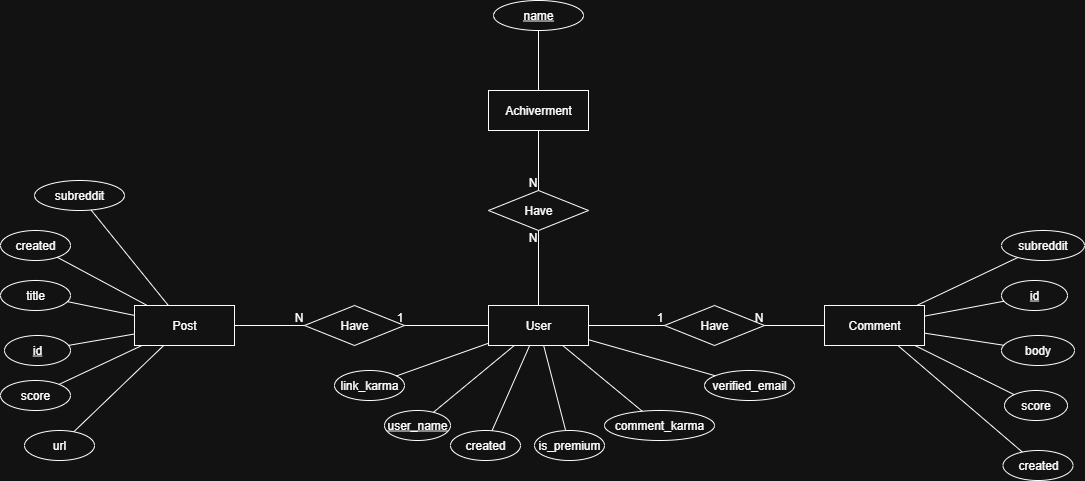 name
Achiverment
N
Have
N
subreddit
created
title
id
score
url
Post
N
Have
1
User
1
Have
N
Comment
subreddit
id
body
score
created
link_karma
user_name
created
is_premium
comment_karma
verified_email